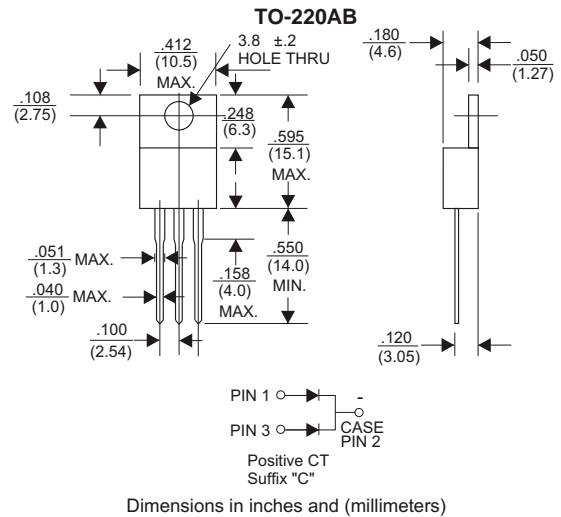 TO-220AB
.412
(10.5)
MAX.
3.8 ±.2
HOLE THRU
.180
(4.6)
.050
(1.27)
.108
(2.75)
.248
(6.3)
.595
(15.1)
MAX.
.051
(1.3)
MAX.
.040
(1.0)
MAX.
.158
(4.0)
MAX.
.550
(14.0)
MIN.
.100
(2.54)
.120
(3.05)
PIN 1
-
PIN 3
CASE
PIN 2
Positive CT
Suffix "C"
Dimensions in inches and (millimeters)